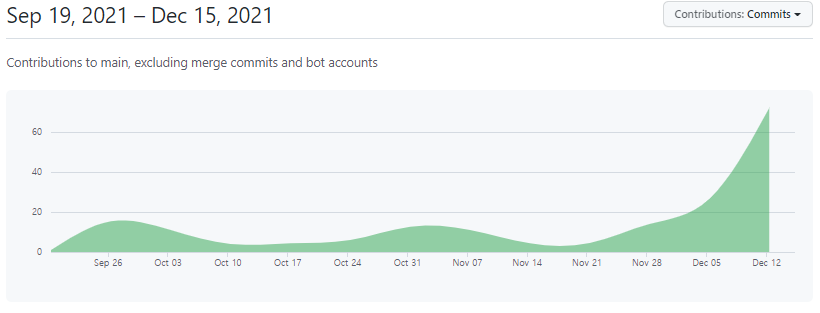 Sep 19, 2021 – Dec 15, 2021
Contributions: Commits
Contributions to main, excluding merge commits and bot accounts
60
40
20
0
Sep 26 Oct 03 Oct 10 Oct 17 Oct 24 Oct 31 Nov 07 Nov 14 Nov 21 Nov 28 Dec 05 Dec 12